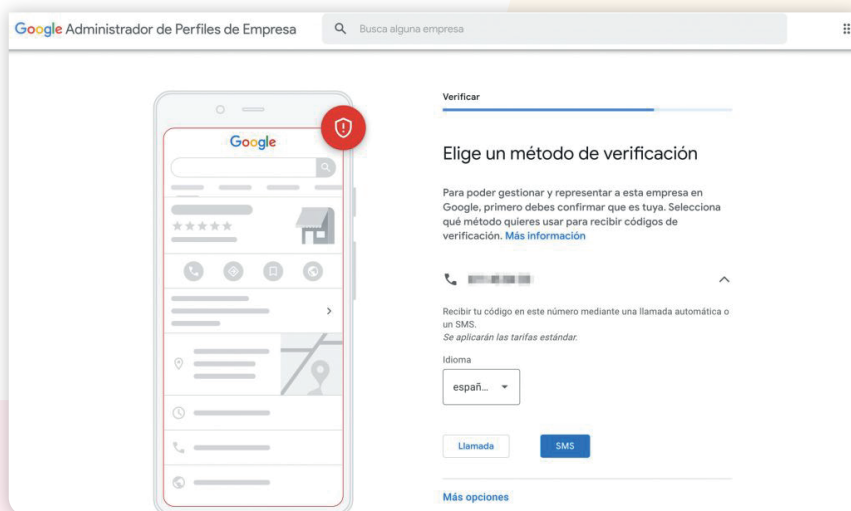 Google Administrador de Perfiles de Empresa
Busca alguna empresa
Google
Verificar
Elige un método de verificación
Para poder gestionar y representar a esta empresa en
Google, primero debes confirmar que es tuya. Selecciona
qué método quieres usar para recibir códigos de
verificación. Más información
Recibir tu código en este número mediante una llamada automática o
un SMS.
Se aplicarán las tarifas estándar.
Idioma
españ...
Llamada
SMS
Más opciones